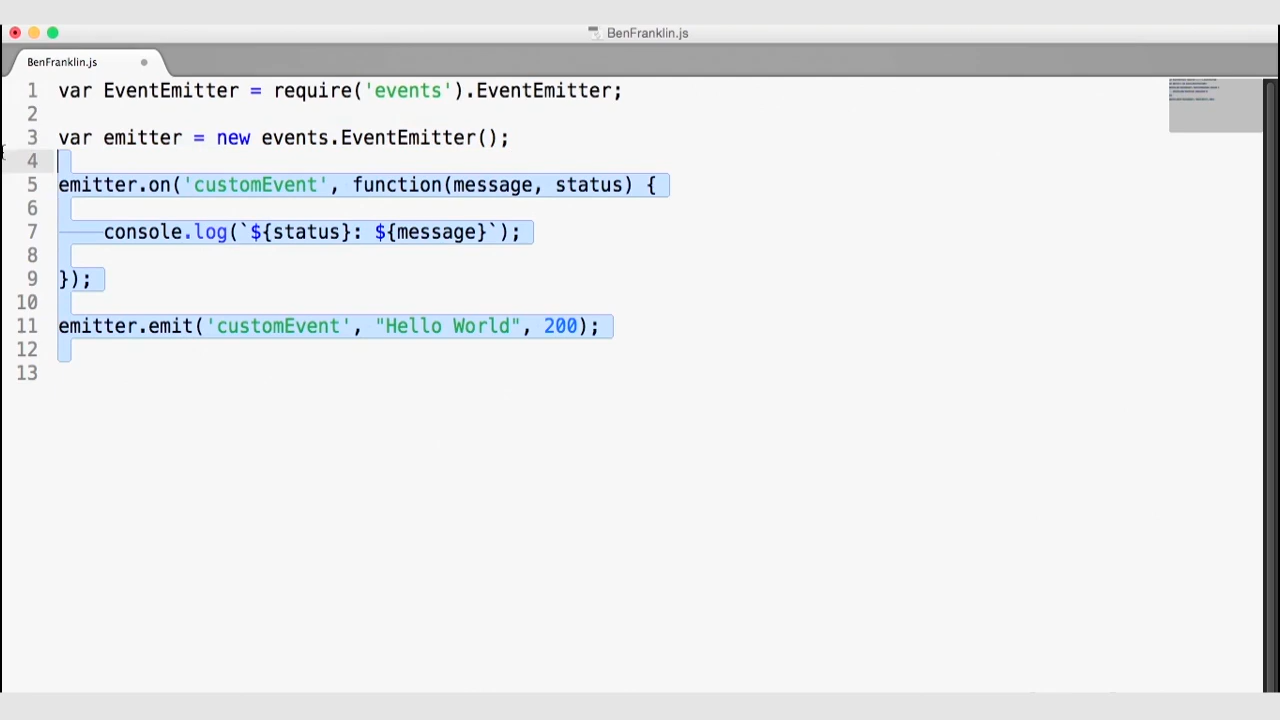 BenFranklin.js
BenFranklin.js
1 var EventEmitter = require('events').EventEmitter;
2
3 var emitter = new events.EventEmitter();
4
5 emitter.on('customEvent', function(message, status) {
6
7 console.log(`${status}: ${message}`);
8
9 });
10
11 emitter.emit('customEvent', "Hello World", 200);
12
13